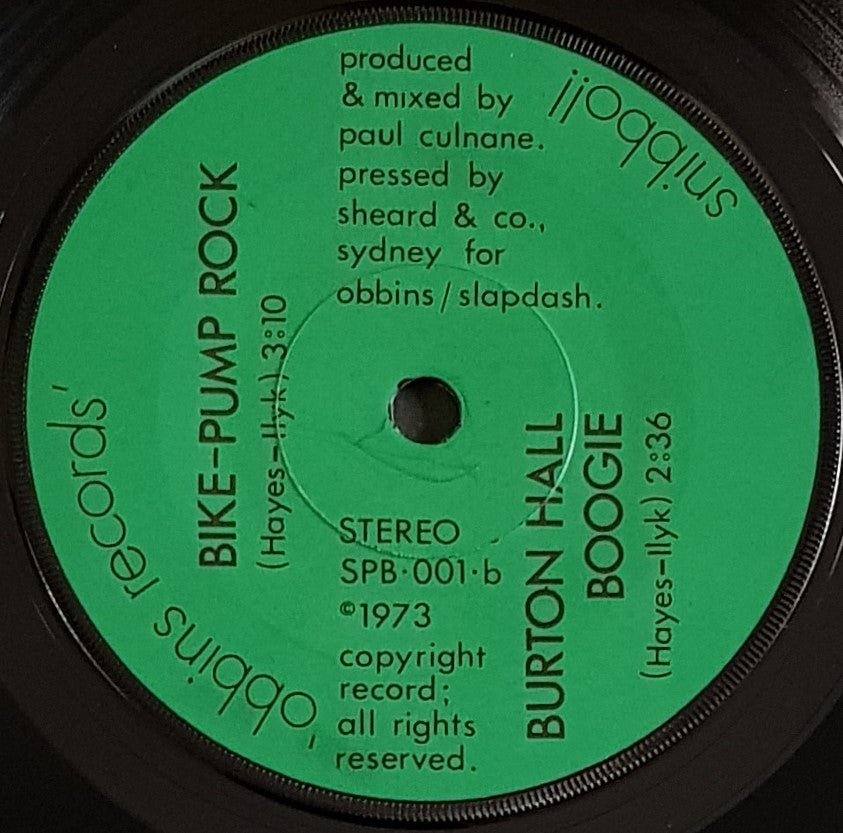 produced
& mixed by
paul culnane.
pressed by
sheard & co.,
sydney for
obbins/slapdash.
snibboll
'obbins records'
BIKE-PUMP ROCK
(Hayes-Ilyk) 3:10
BURTON HALL
BOOGIE
(Hayes-Ilyk) 2:36
STEREO
SPB·001·b
©1973
copyright
record;
all rights
reserved.